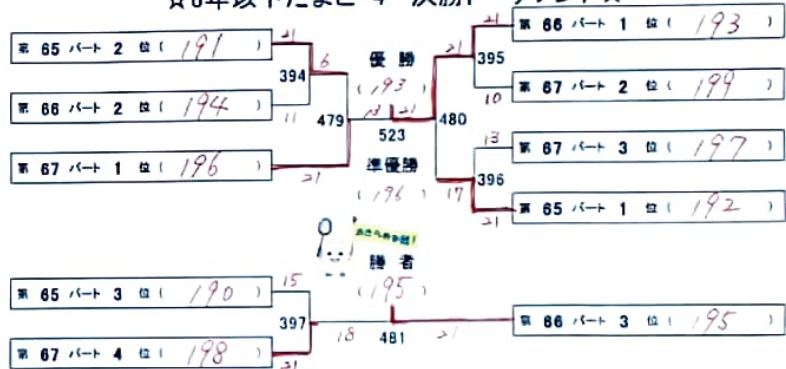 第 65 パート 2 位 ( 191 )
21
394
6
第 66 パート 2 位 ( 194 )
11
479
第 67 パート 1 位 ( 196 )
21
優 勝
( 193 )
13 21
523
準優勝
( 196 )
21
第 66 パート 1 位 ( 193 )
21
395
第 67 パート 2 位 ( 199 )
10
480
第 67 パート 3 位 ( 197 )
13
396
17
第 65 パート 1 位 ( 192 )
21
勝 者
( 195 )
第 65 パート 3 位 ( 190 )
15
397
第 67 パート 4 位 ( 198 )
21
18 481 21
第 66 パート 3 位 ( 195 )